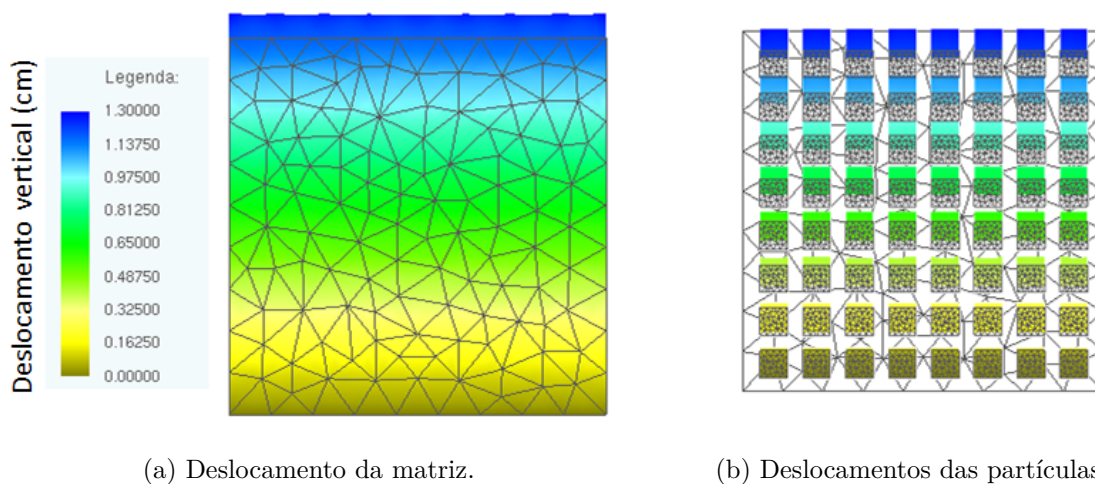 Deslocamento vertical (cm)
Legenda:
1.30000
1.13750
0.97500
0.81250
0.65000
0.48750
0.32500
0.16250
0.00000
(a) Deslocamento da matriz.
(b) Deslocamentos das partículas